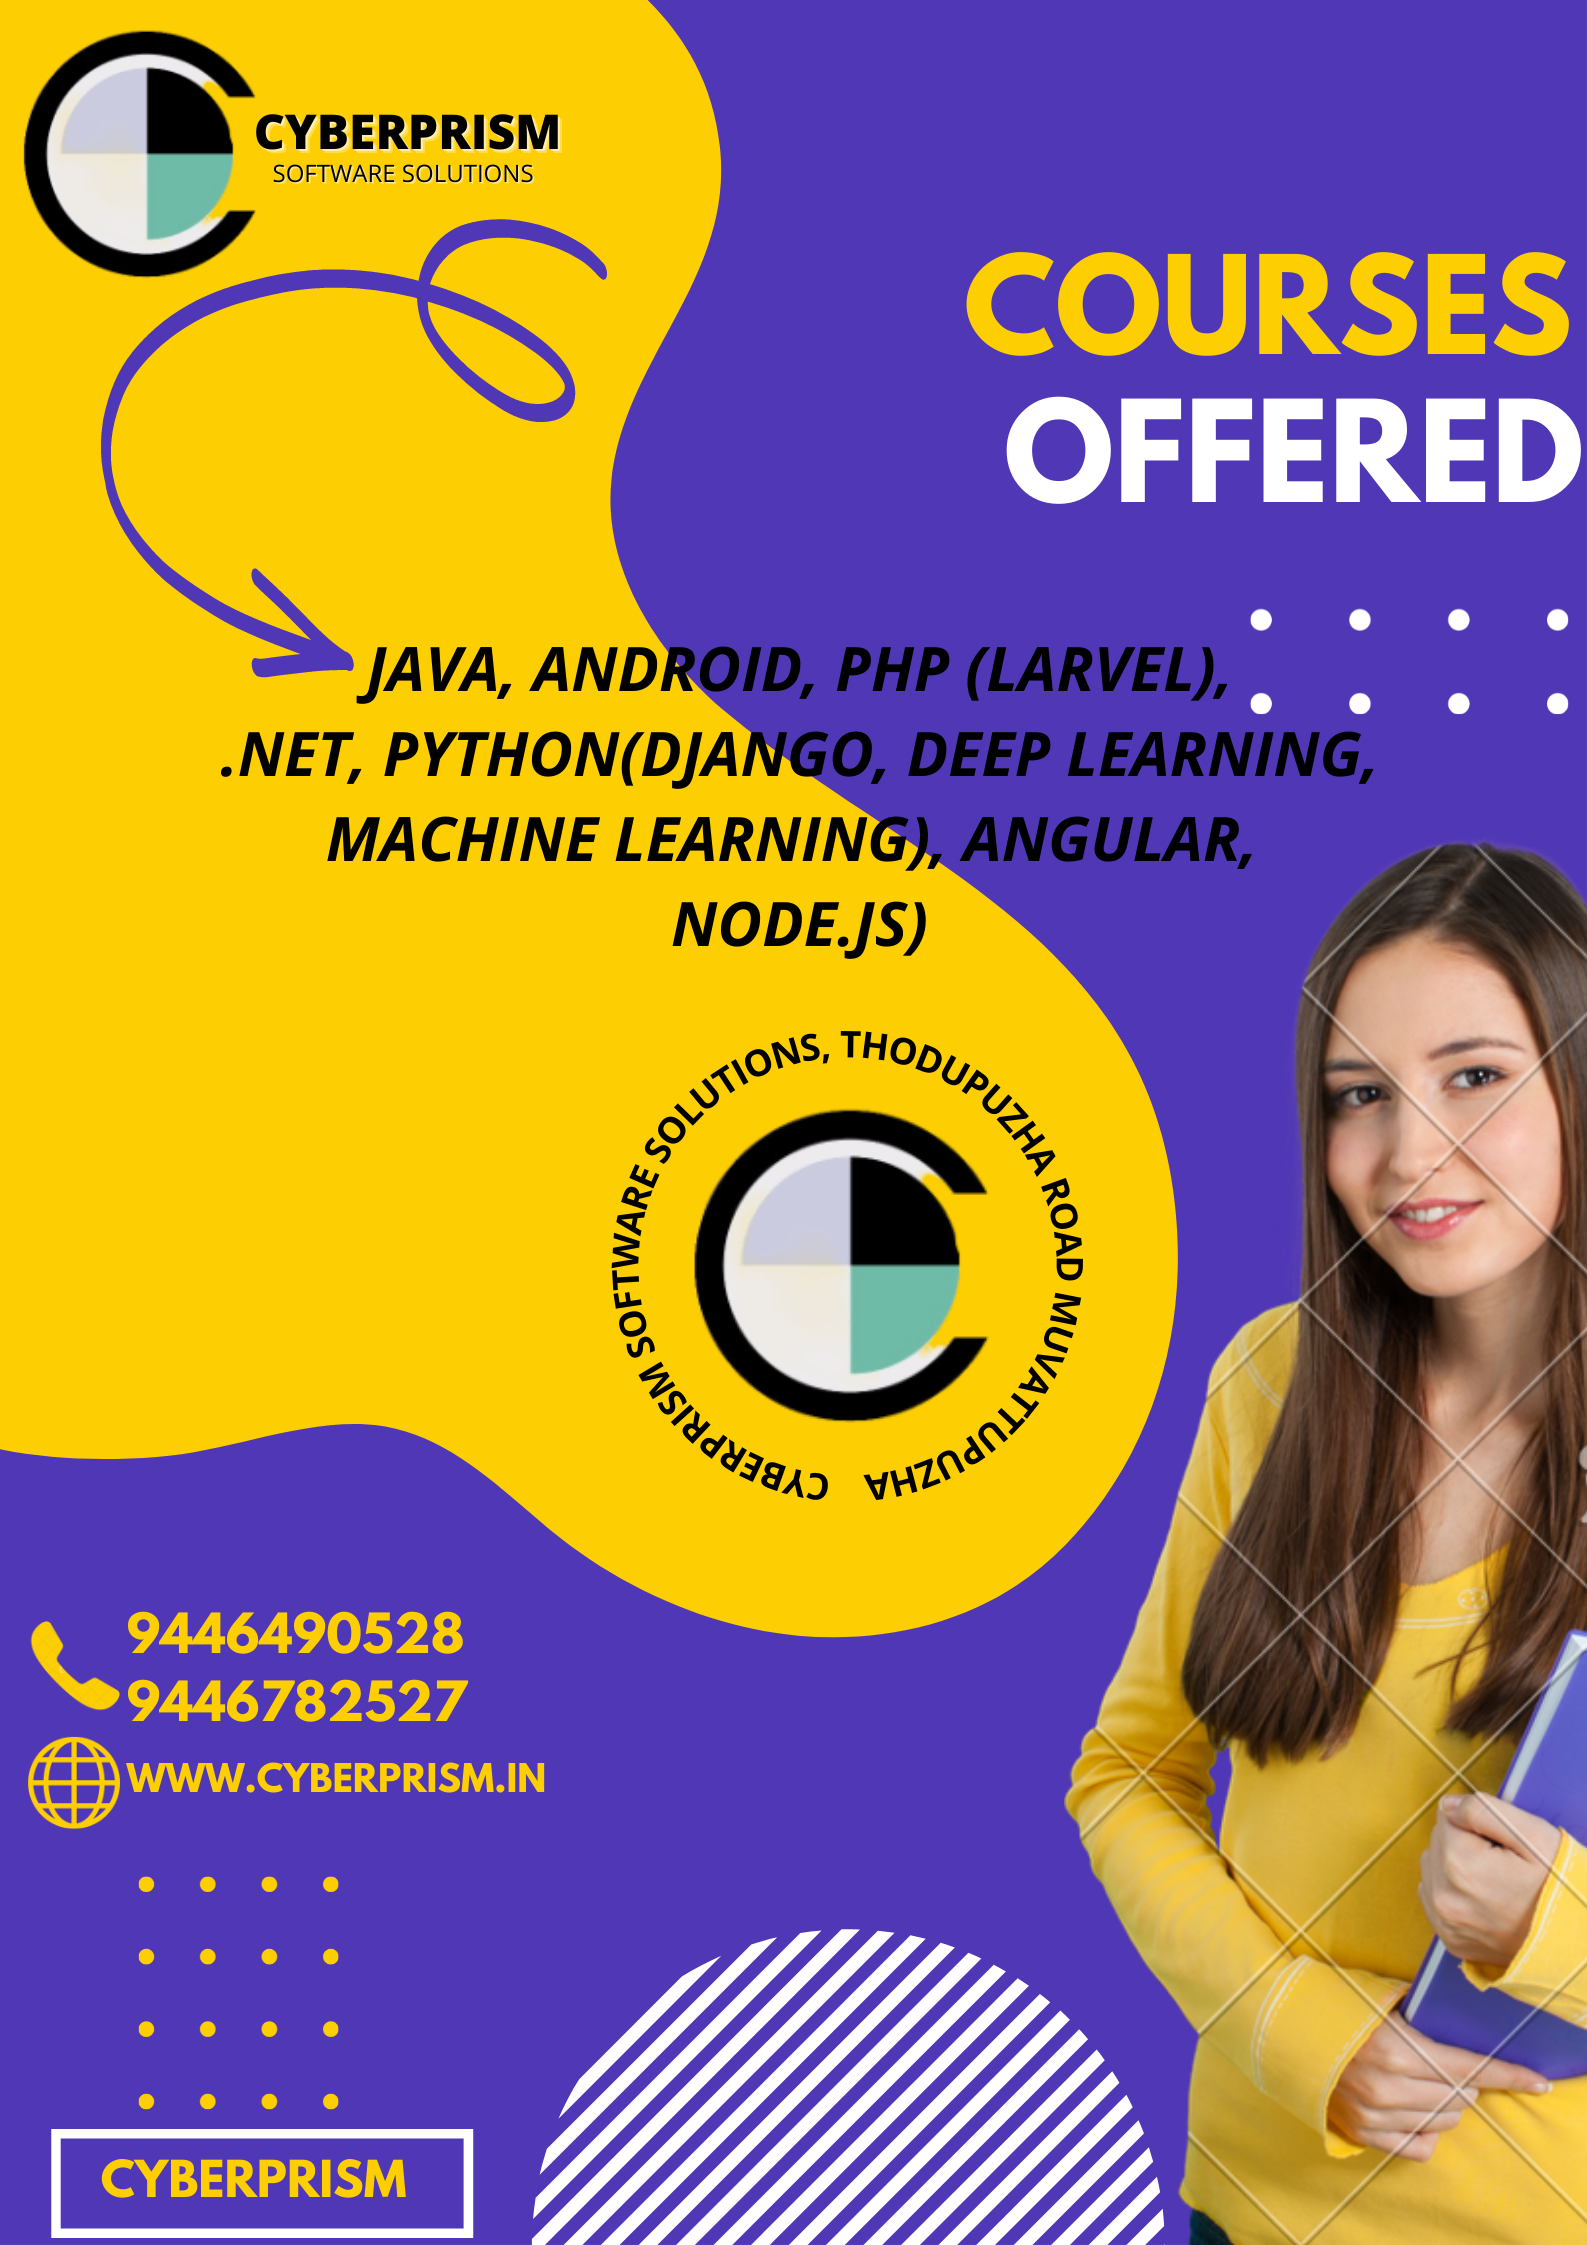 CYBERPRISM
SOFTWARE SOLUTIONS
COURSES
OFFERED
JAVA, ANDROID, PHP (LARVEL),
.NET, PYTHON(DJANGO, DEEP LEARNING,
MACHINE LEARNING), ANGULAR,
NODE.JS)
CYBERPRISM SOFTWARE SOLUTIONS, THODUPUZHA ROAD MUVATTUPUZHA
9446490528
9446782527
WWW.CYBERPRISM.IN
CYBERPRISM